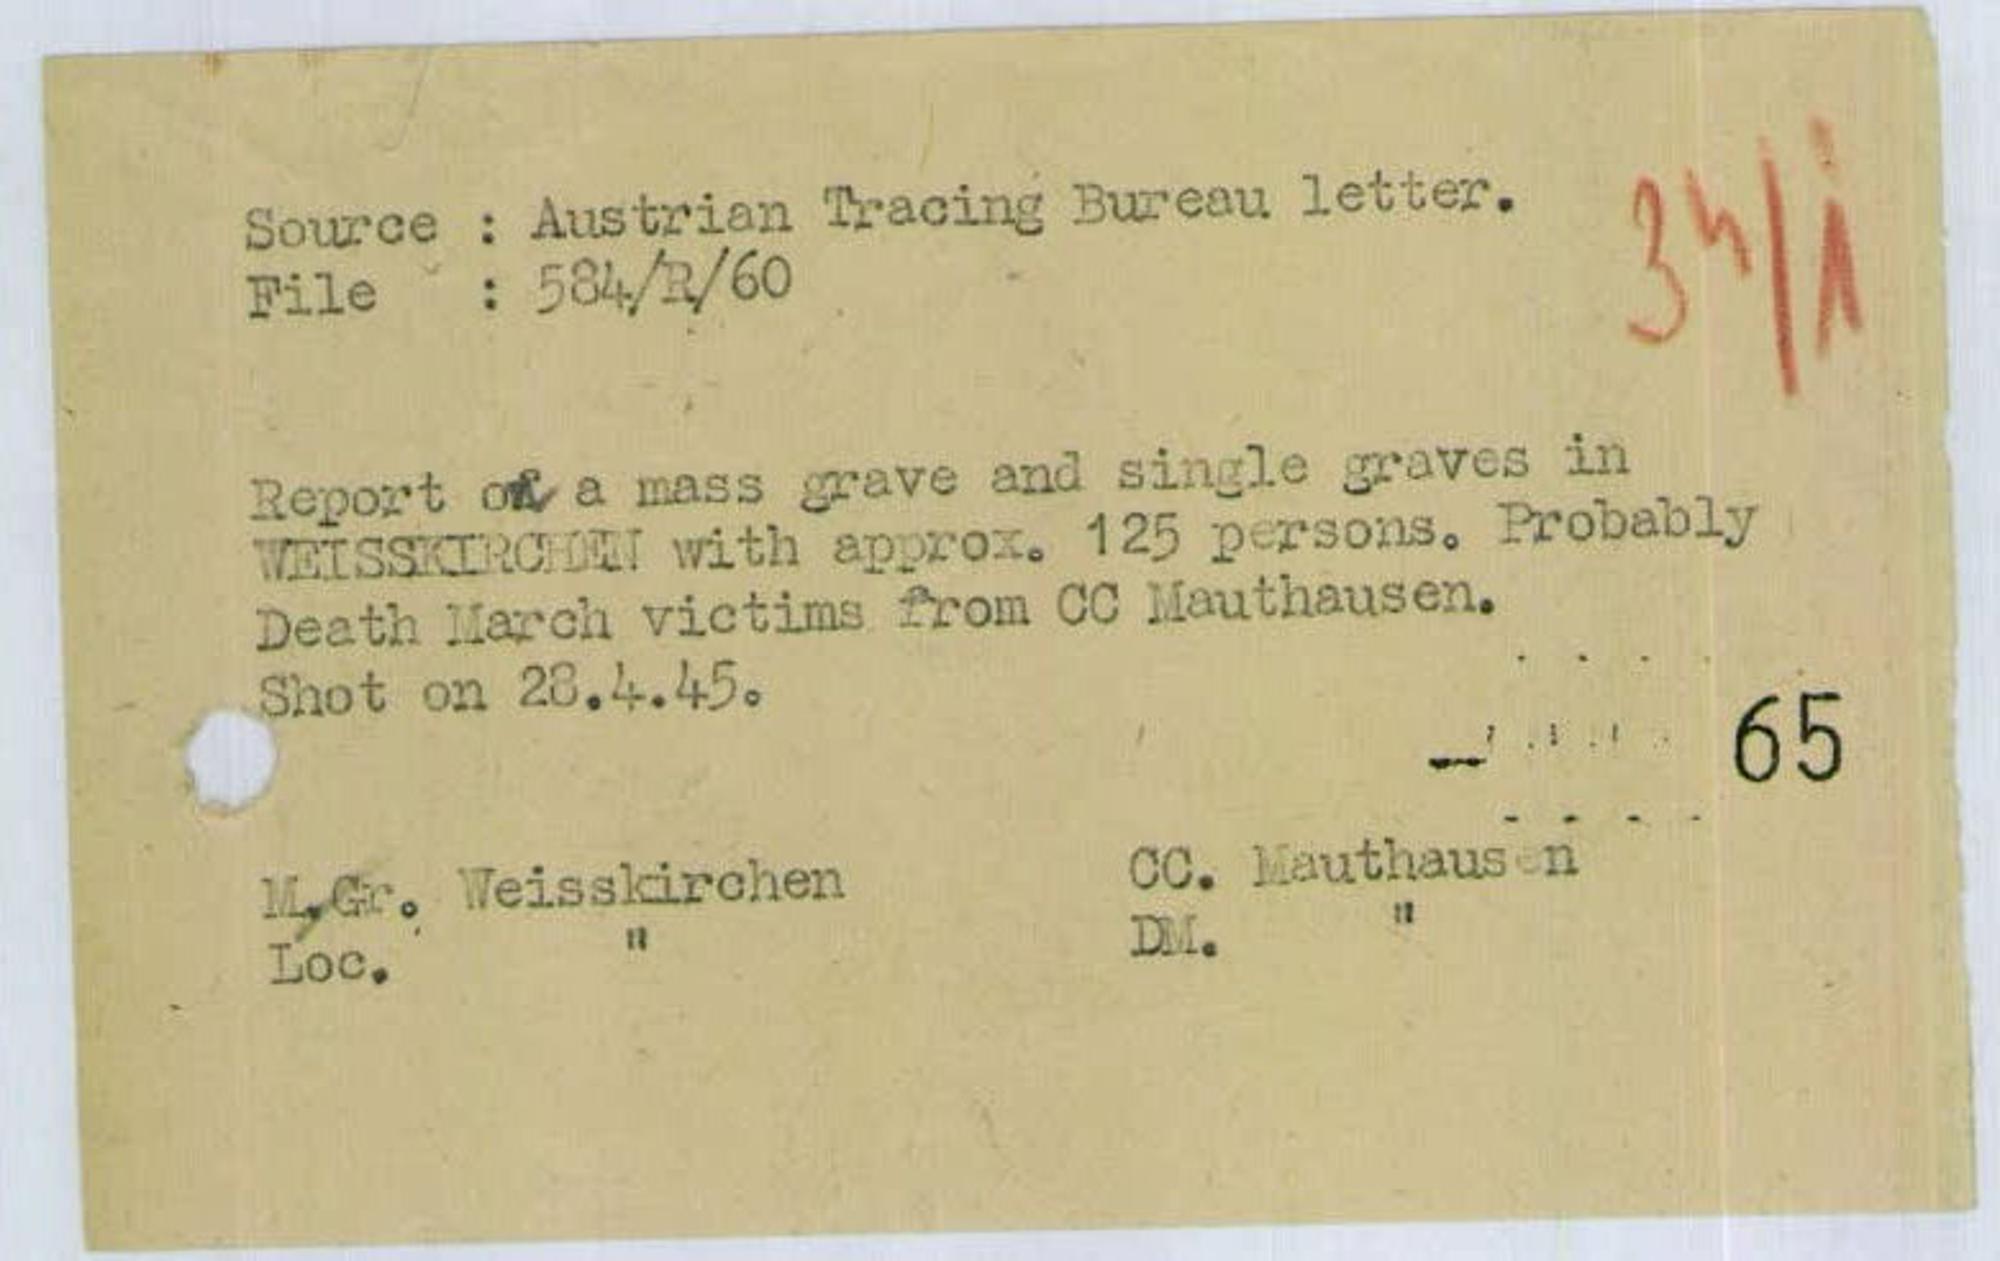 Source : Austrian Tracing Bureau letter.
File : 584/R/60
34/1
Report of a mass grave and single graves in
WEISSKIRCHEN with approx. 125 persons. Probably
Death March victims from CC Mauthausen.
Shot on 28.4.45.
65
M.Gr. Weisskirchen
Loc. "
CC. Mauthausen
DM. "